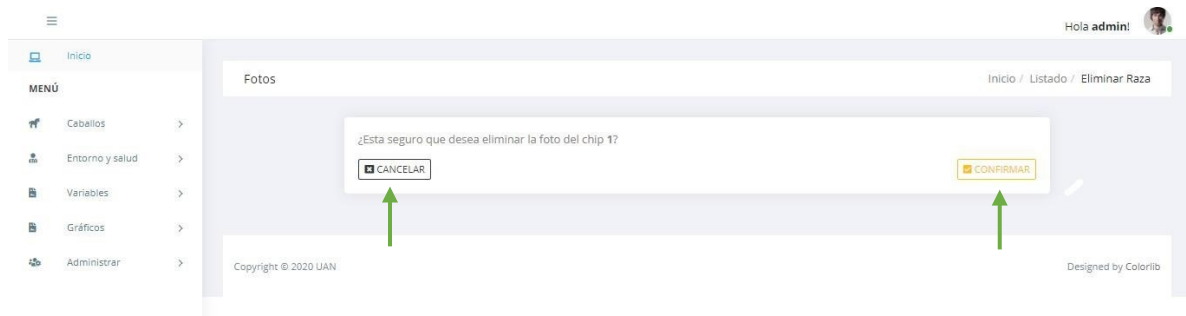 Hola admin!
Inicio
MENÚ
Fotos
Inicio / Listado / Eliminar Raza
Caballos
¿Esta seguro que desea eliminar la foto del chip 1?
Entorno y salud
CANCELAR
CONFIRMAR
Variables
Gráficos
Administrar
Copyright © 2020 UAN
Designed by Colorlib